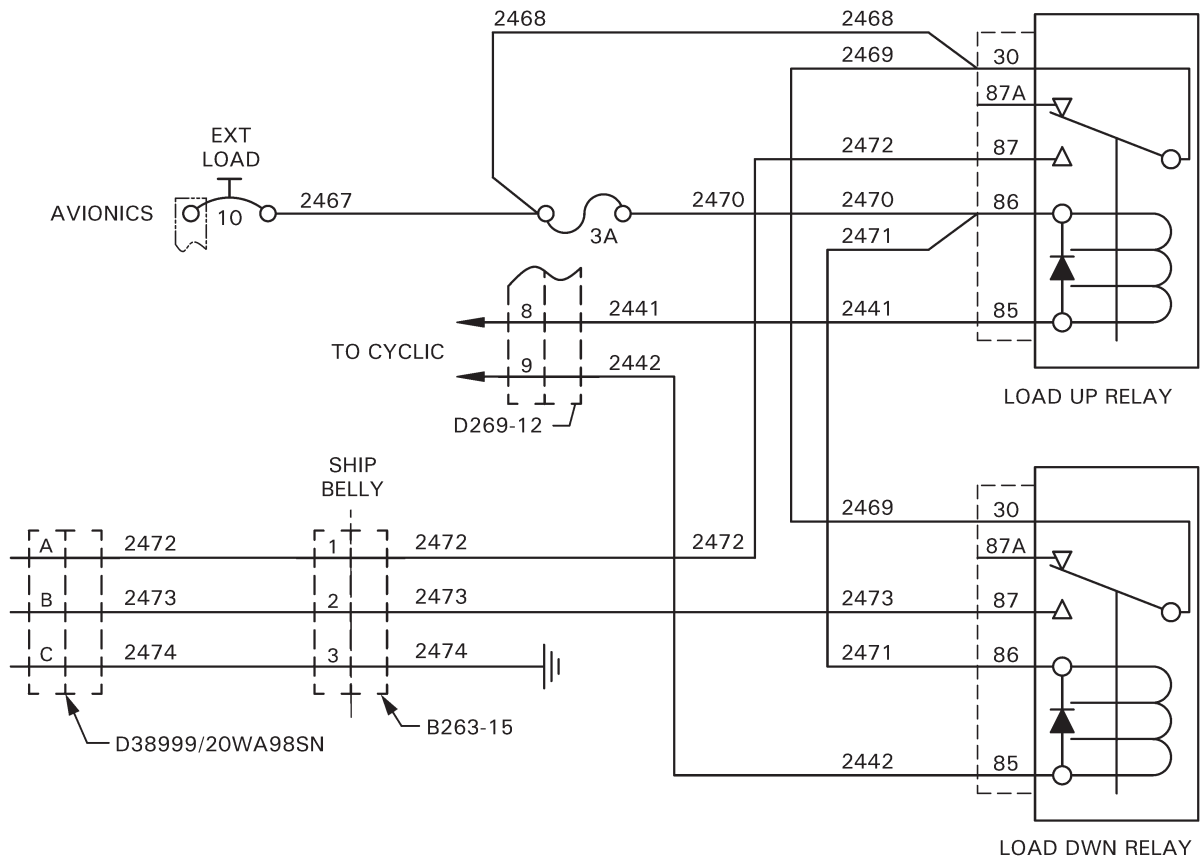 2468 2468
2469 30
87A
EXT
LOAD
2472 87
AVIONICS 10 2467 2470 2470 86
3A
2471
8 2441 2441 85
TO CYCLIC
9 2442
LOAD UP RELAY
D269-12
SHIP
BELLY
2469 30
A 2472 1 2472 2472 87A
B 2473 2 2473 2473 87
C 2474 3 2474 2471 86
B263-15
D38999/20WA98SN
2442 85
LOAD DWN RELAY